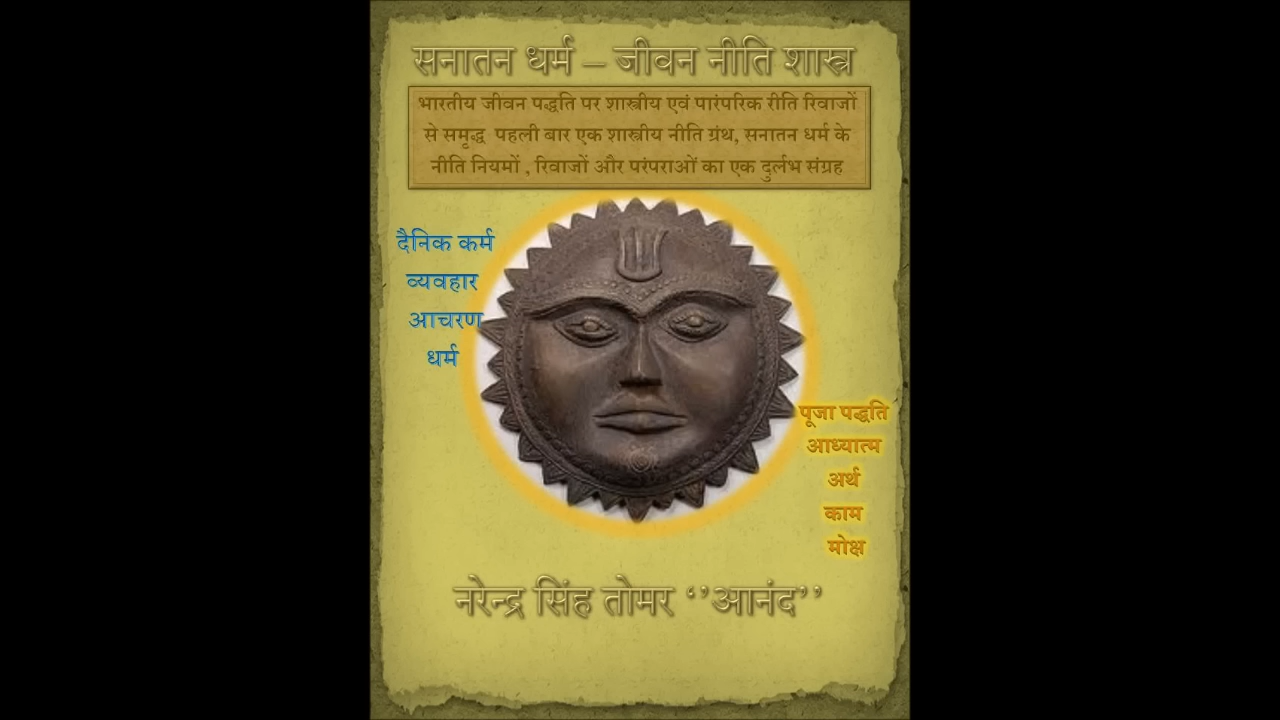 सनातन धर्म – जीवन नीति शास्त्र
भारतीय जीवन पद्धति पर शास्त्रीय एवं पारंपरिक रीति रिवाजों
से समृद्ध पहली बार एक शास्त्रीय नीति ग्रंथ, सनातन धर्म के
नीति नियमों , रिवाजों और परंपराओं का एक दुर्लभ संग्रह
दैनिक कर्म
व्यवहार
आचरण
धर्म
पूजा पद्धति
आध्यात्म
अर्थ
काम
मोक्ष
नरेन्द्र सिंह तोमर ‘’आनंद’’